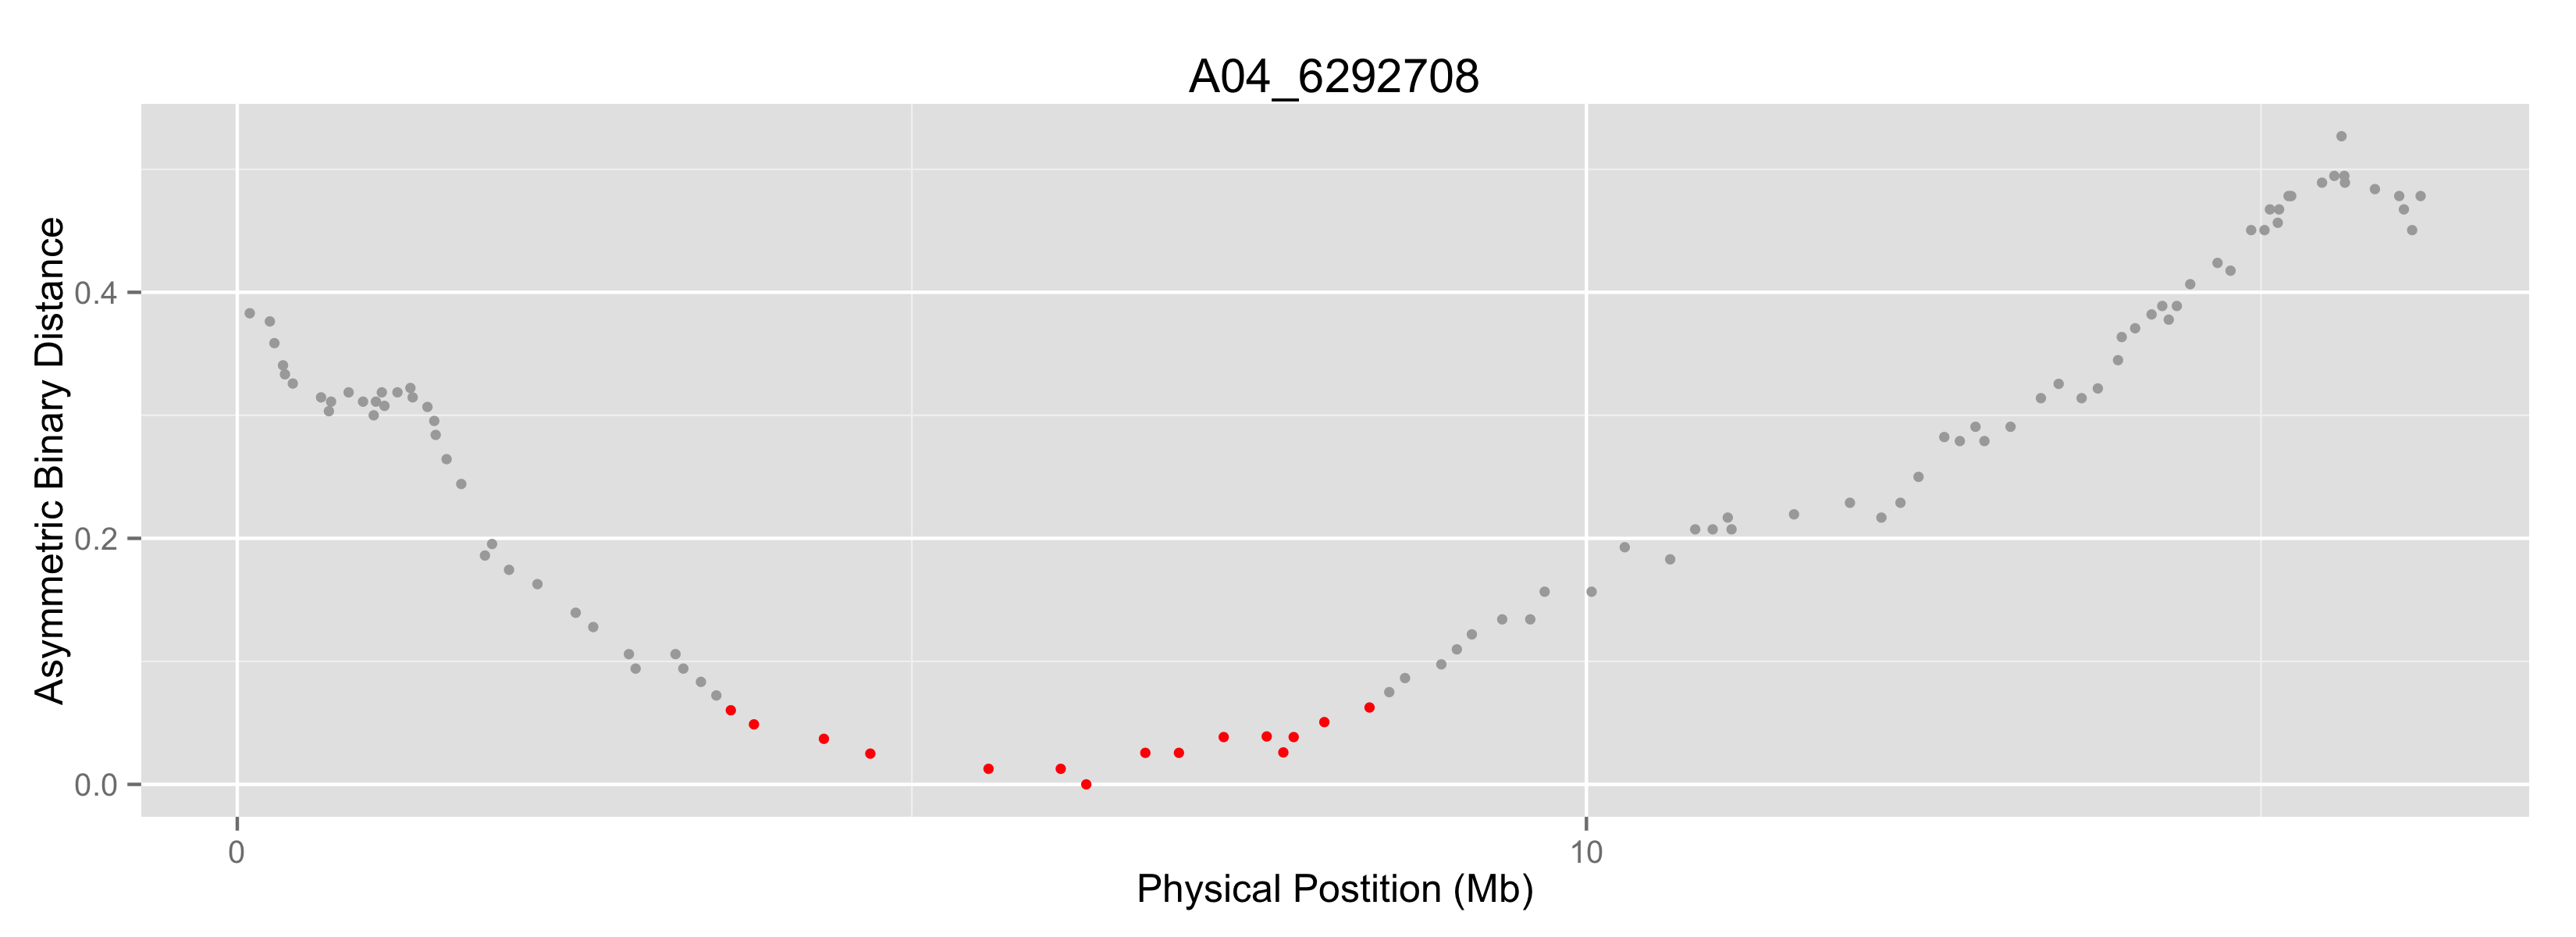 A04_6292708
Asymmetric Binary Distance
0.4
0.2
0.0
0
10
Physical Postition (Mb)